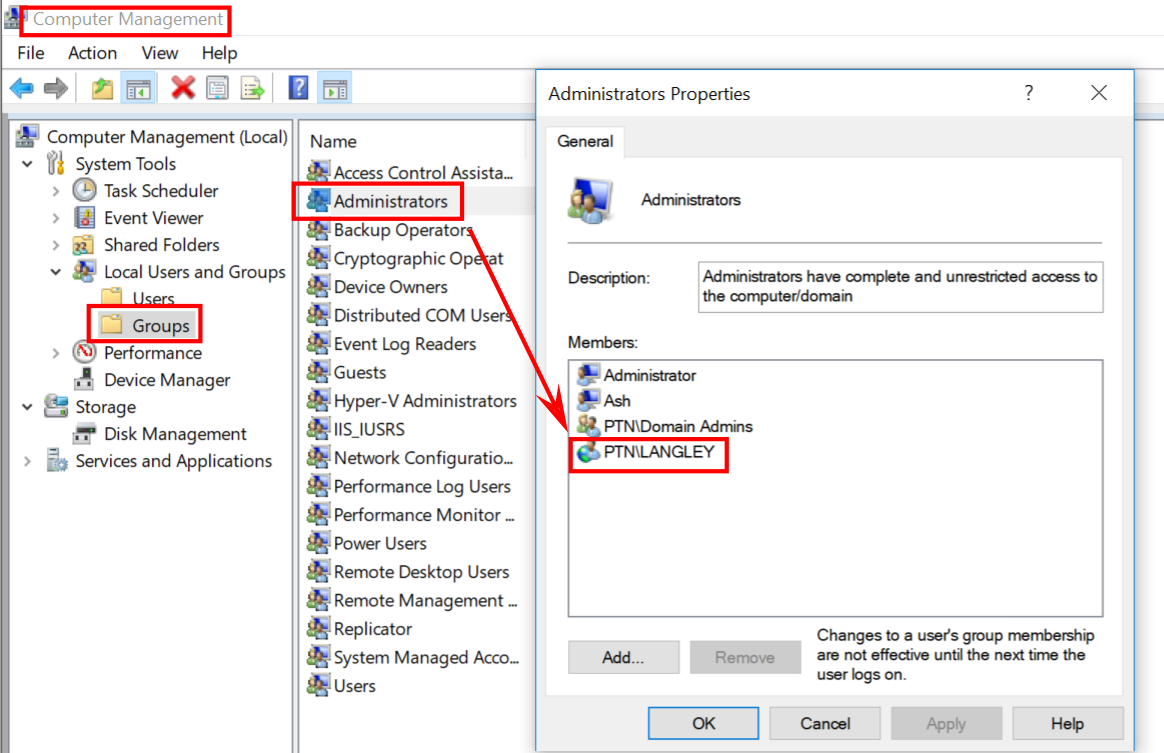 Computer Management
File Action View Help
Computer Management (Local)
System Tools
Task Scheduler
Event Viewer
Shared Folders
Local Users and Groups
Users
Groups
Performance
Device Manager
Storage
Disk Management
Services and Applications
Name
Access Control Assista...
Administrators
Backup Operators
Cryptographic Operat
Device Owners
Distributed COM Users
Event Log Readers
Guests
Hyper-V Administrators
IIS_IUSRS
Network Configuratio...
Performance Log Users
Performance Monitor ...
Power Users
Remote Desktop Users
Remote Management ...
Replicator
System Managed Acco...
Users
Administrators Properties
?
General
Administrators
Description:
Administrators have complete and unrestricted access to
the computer/domain
Members:
Administrator
Ash
PTN\Domain Admins
PTN\LANGLEY
Add...
Remove
Changes to a user's group membership
are not effective until the next time the
user logs on.
OK
Cancel
Apply
Help